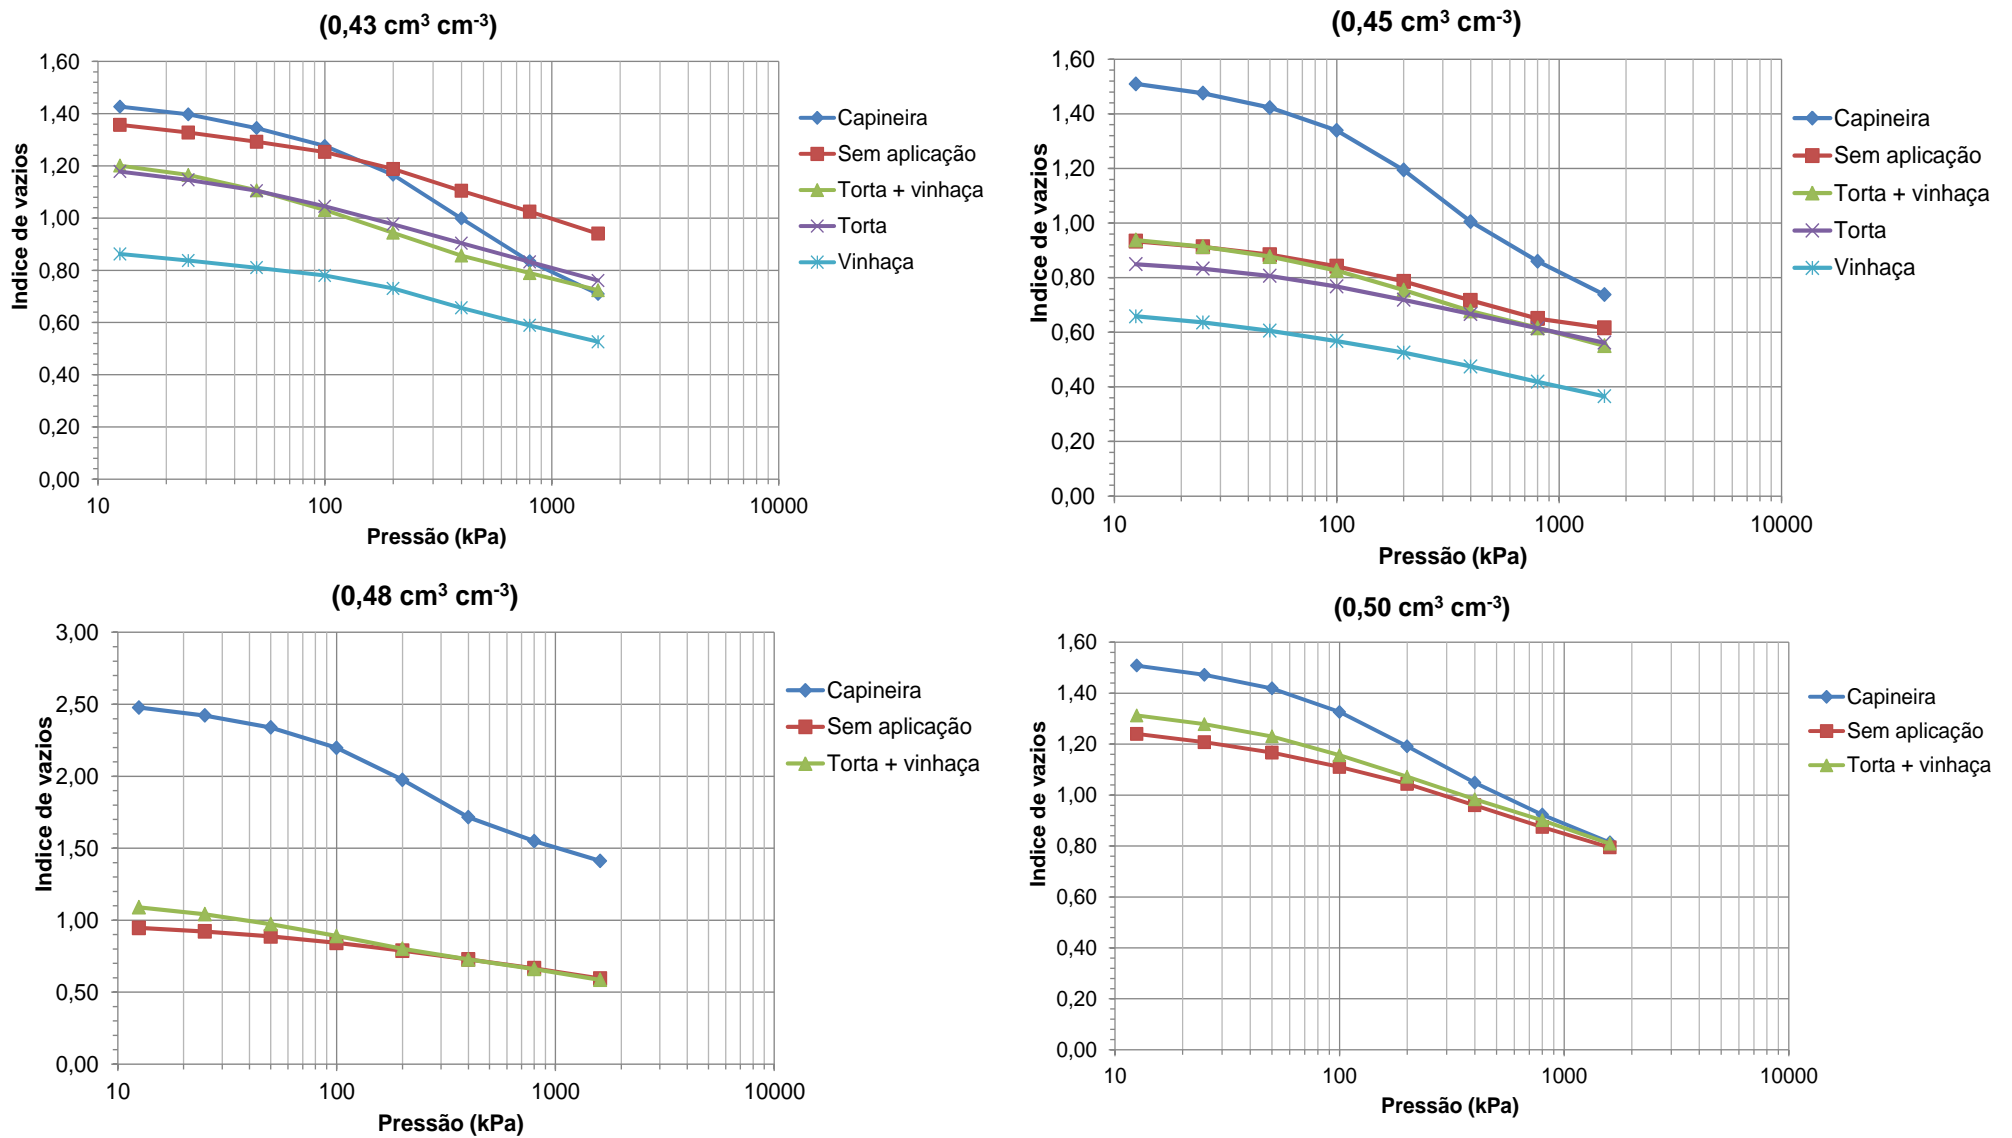 (0,43 cm³ cm⁻³)
1,60
1,40
1,20
1,00
0,80
0,60
0,40
0,20
0,00
Indice de vazios
10
100
1000
10000
Pressão (kPa)
Capineira
Sem aplicação
Torta + vinhaça
Torta
Vinhaça
(0,45 cm³ cm⁻³)
1,60
1,40
1,20
1,00
0,80
0,60
0,40
0,20
0,00
Indice de vazios
10
100
1000
10000
Pressão (kPa)
Capineira
Sem aplicação
Torta + vinhaça
Torta
Vinhaça
(0,48 cm³ cm⁻³)
3,00
2,50
2,00
1,50
1,00
0,50
0,00
Indice de vazios
10
100
1000
10000
Pressão (kPa)
Capineira
Sem aplicação
Torta + vinhaça
(0,50 cm³ cm⁻³)
1,60
1,40
1,20
1,00
0,80
0,60
0,40
0,20
0,00
Indice de vazios
10
100
1000
10000
Pressão (kPa)
Capineira
Sem aplicação
Torta + vinhaça